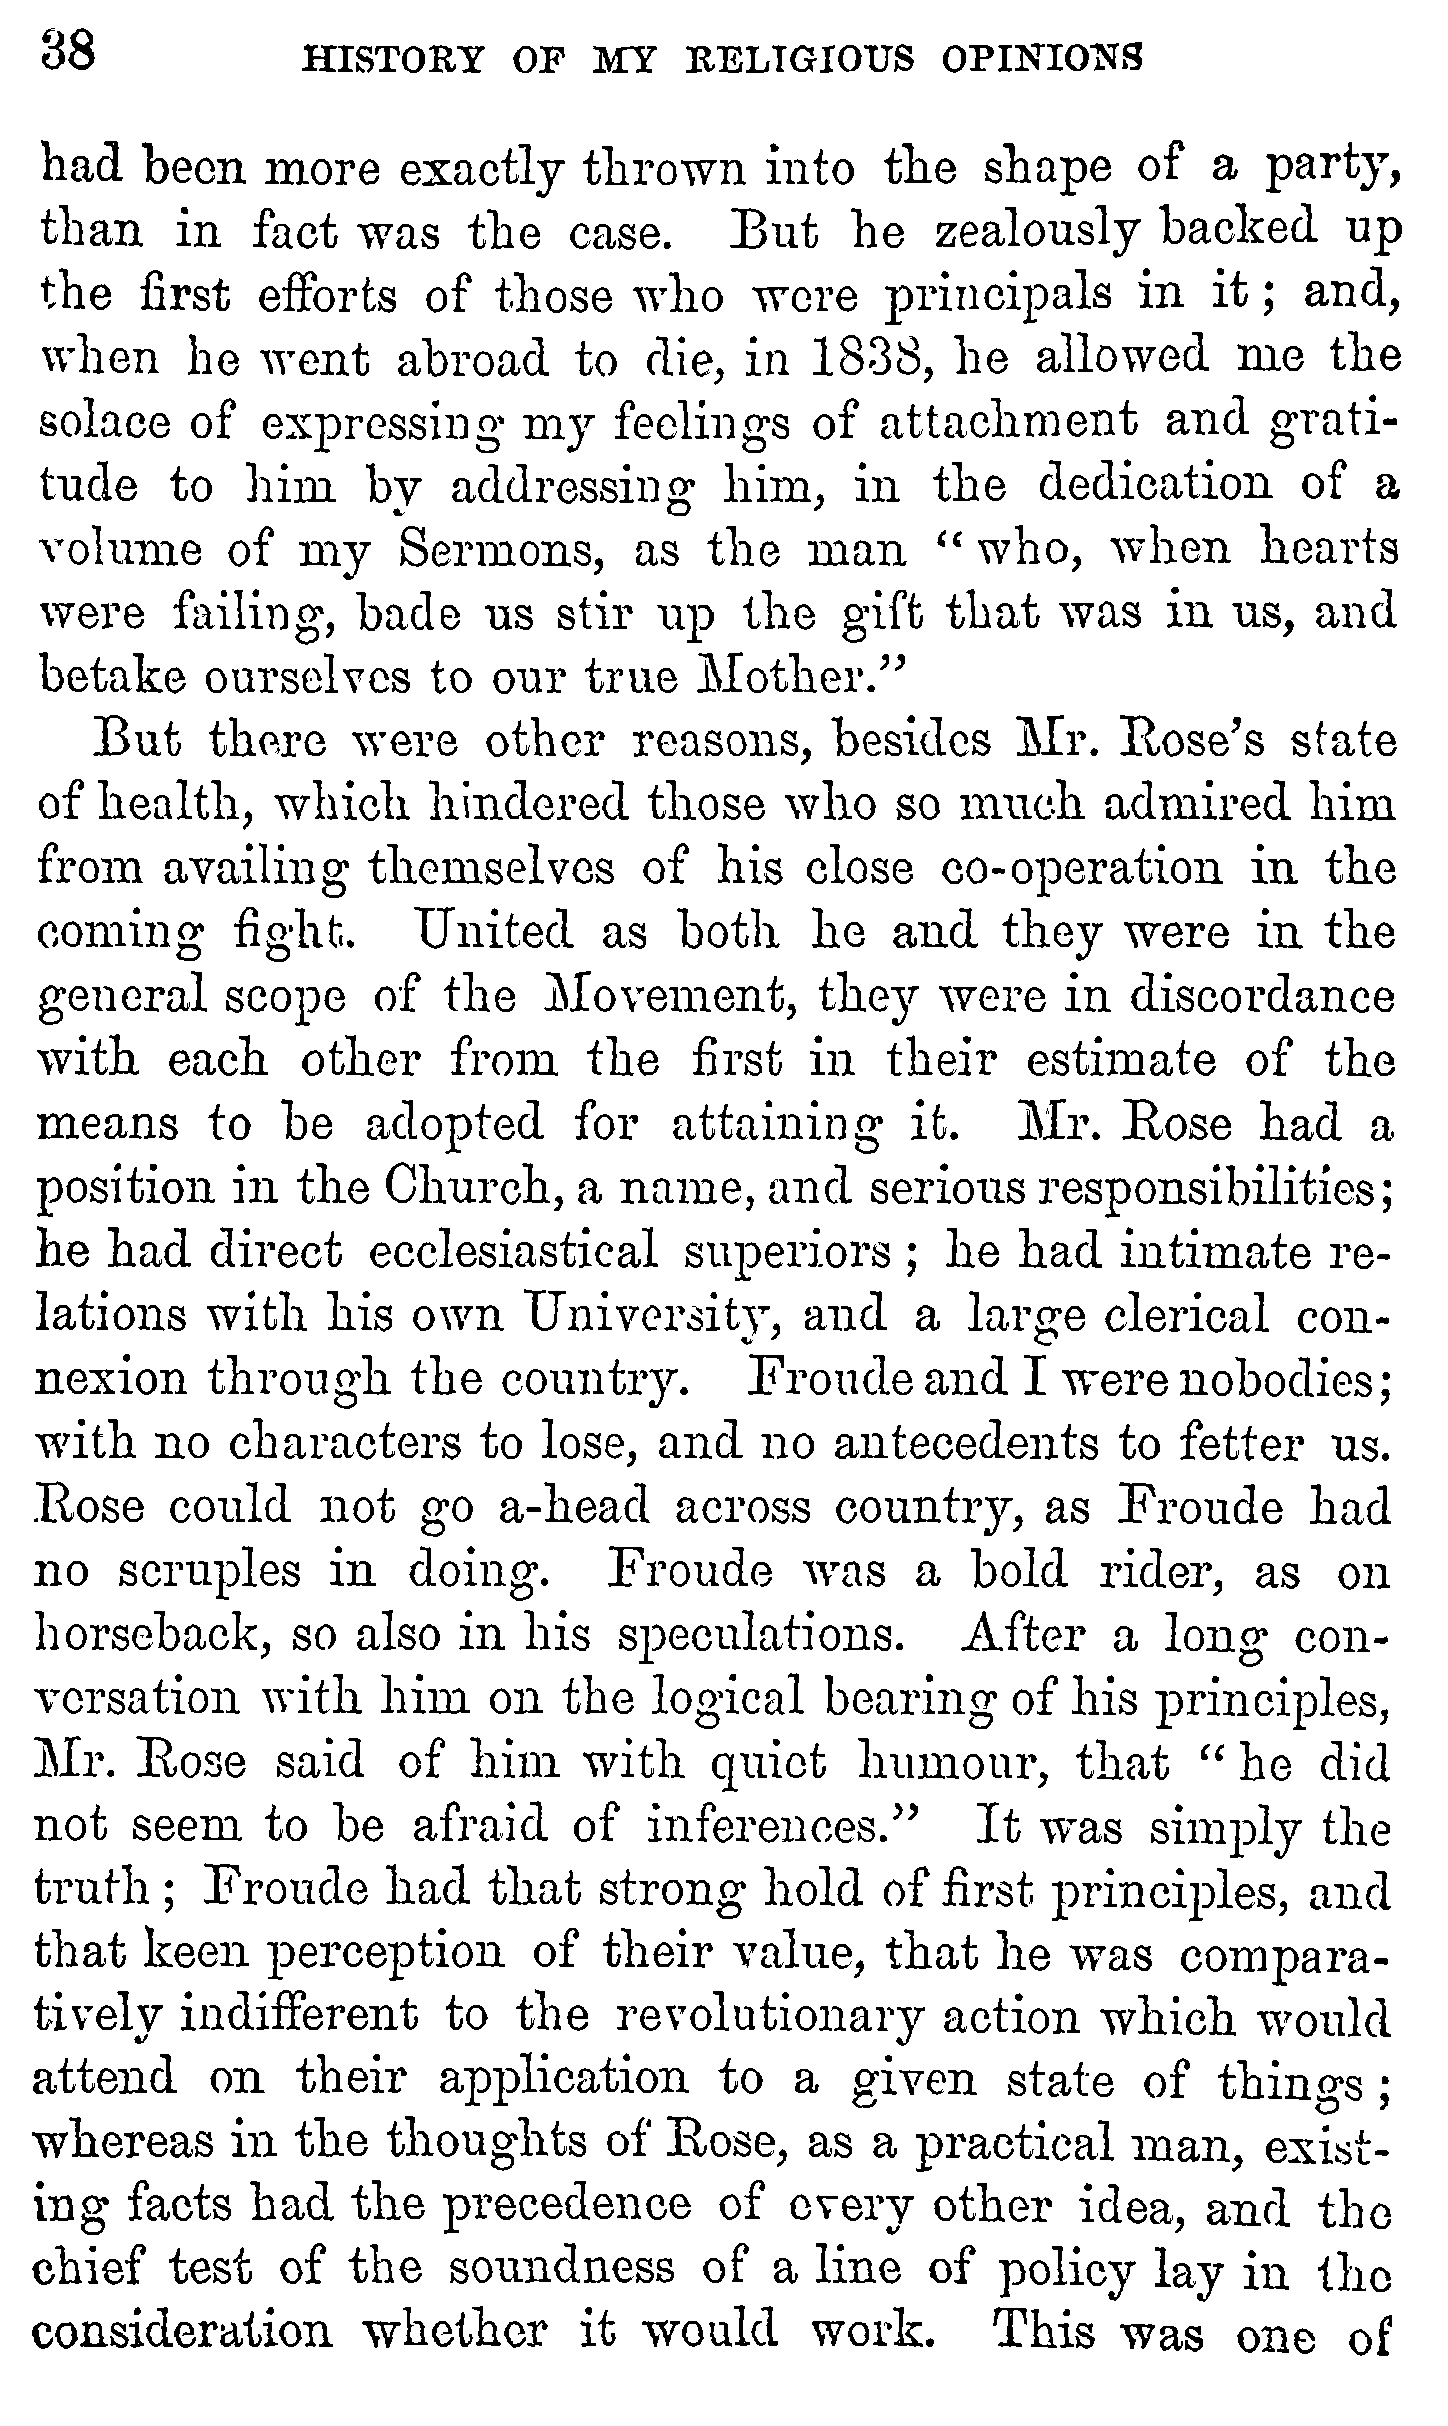 38 HISTORY OF MY RELIGIOUS OPINIONS
had been more exactly thrown into the shape of a party,
than in fact was the case. But he zealously backed up
the first efforts of those who were principals in it; and,
when he went abroad to die, in 1838, he allowed me the
solace of expressing my feelings of attachment and grati-
tude to him by addressing him, in the dedication of a
volume of my Sermons, as the man "who, when hearts
were failing, bade us stir up the gift that was in us, and
betake ourselves to our true Mother."
But there were other reasons, besides Mr. Rose's state
of health, which hindered those who so much admired him
from availing themselves of his close co-operation in the
coming fight. United as both he and they were in the
general scope of the Movement, they were in discordance
with each other from the first in their estimate of the
means to be adopted for attaining it. Mr. Rose had a
position in the Church, a name, and serious responsibilities;
he had direct ecclesiastical superiors; he had intimate re-
lations with his own University, and a large clerical con-
nexion through the country. Froude and I were nobodies;
with no characters to lose, and no antecedents to fetter us.
Rose could not go a-head across country, as Froude had
no scruples in doing. Froude was a bold rider, as on
horseback, so also in his speculations. After a long con-
versation with him on the logical bearing of his principles,
Mr. Rose said of him with quiet humour, that "he did
not seem to be afraid of inferences." It was simply the
truth; Froude had that strong hold of first principles, and
that keen perception of their value, that he was compara-
tively indifferent to the revolutionary action which would
attend on their application to a given state of things;
whereas in the thoughts of Rose, as a practical man, exist-
ing facts had the precedence of every other idea, and the
chief test of the soundness of a line of policy lay in the
consideration whether it would work. This was one of